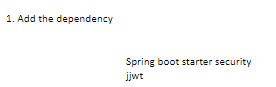 1. Add the dependency
Spring boot starter security
jjwt